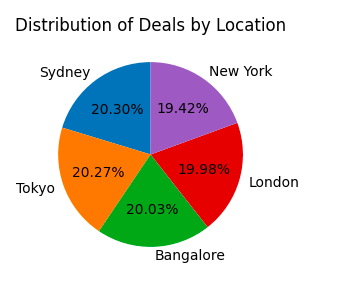 Distribution of Deals by Location
Sydney
New York
20.30%
19.42%
Tokyo
20.27%
19.98%
London
20.03%
Bangalore